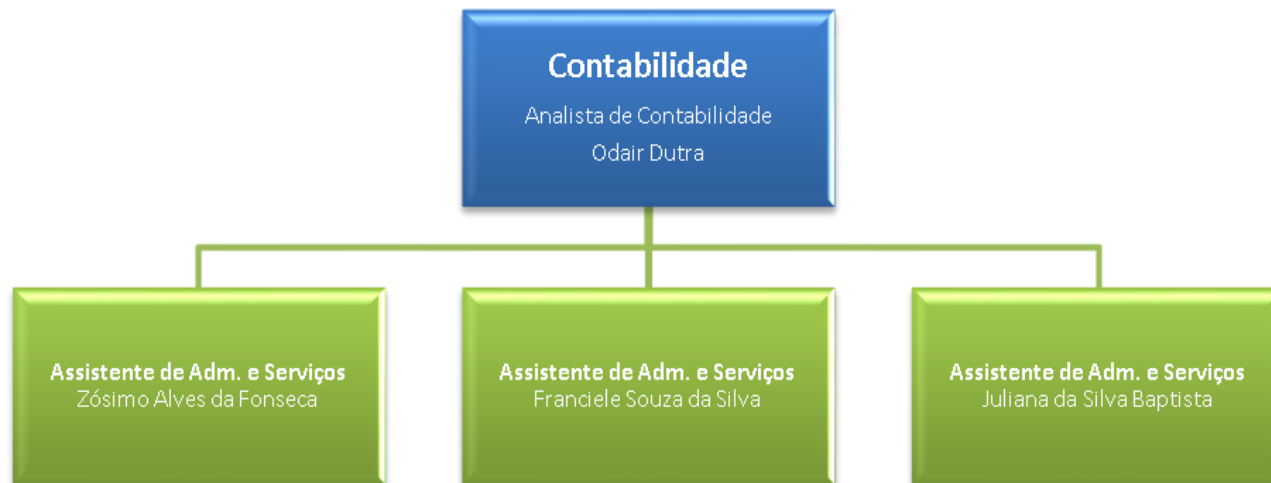 Contabilidade
Analista de Contabilidade
Odair Dutra
Assistente de Adm. e Serviços
Zósimo Alves da Fonseca
Assistente de Adm. e Serviços
Franciele Souza da Silva
Assistente de Adm. e Serviços
Juliana da Silva Baptista